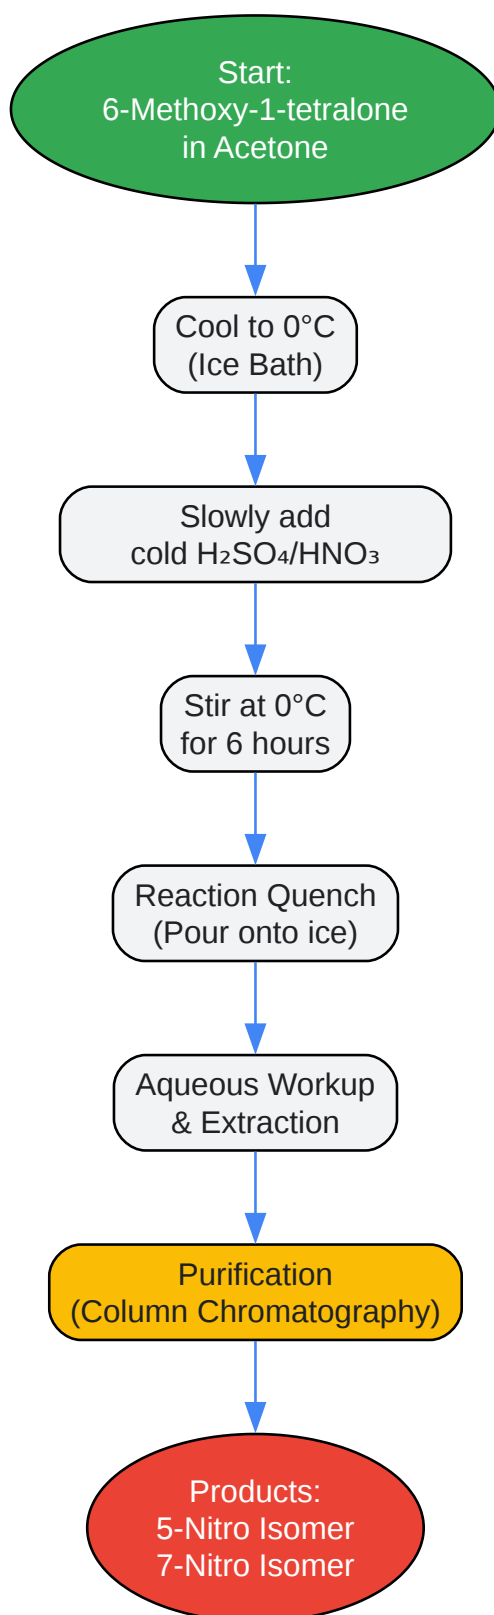 Start:
6-Methoxy-1-tetralone
in Acetone
Cool to 0°C
(Ice Bath)
Slowly add
cold H₂SO₄/HNO₃
Stir at 0°C
for 6 hours
Reaction Quench
(Pour onto ice)
Aqueous Workup
& Extraction
Purification
(Column Chromatography)
Products:
5-Nitro Isomer
7-Nitro Isomer